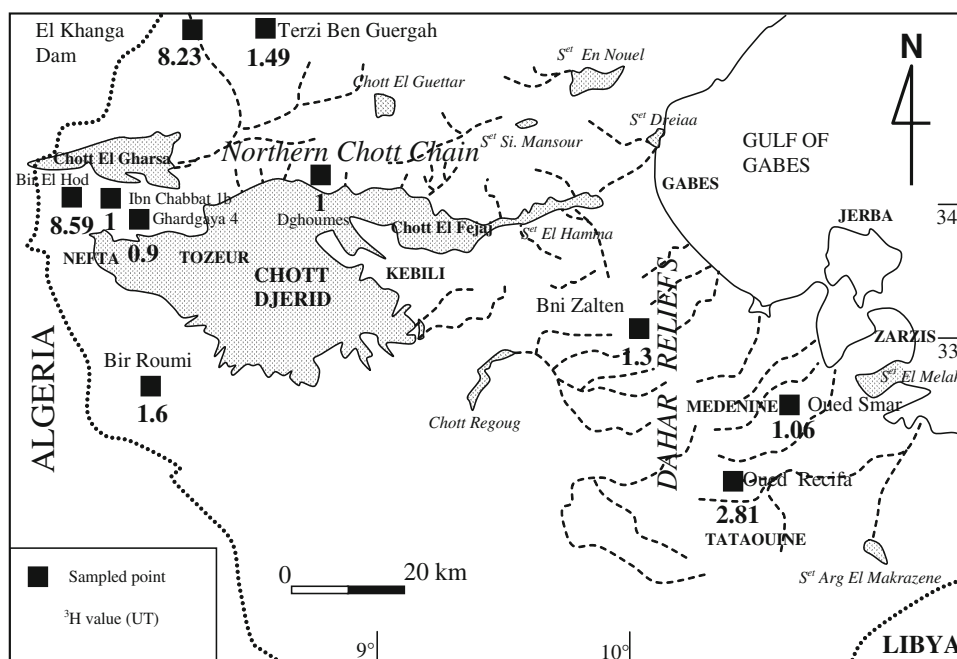 El Khanga
Dam
8.23
Terzi Ben Guergah
1.49
N
Chott El Guettar
Set En Nouel
Set Si. Mansour
Set Dreiaa
GULF OF
GABES
Northern Chott Chain
Chott El Gharsa
Bir El Hod
8.59
Ibn Chabbat 1b
1
Ghardgaya 4
0.9
1
Dghoumes
GABES
34
JERBA
Chott El Fejaj
Set El Hamma
NEFTA
TOZEUR
CHOTT
DJERID
KEBILI
Bni Zalten
1.3
DAHAR RELIEFS
ZARZIS
33
Set El Melah
ALGERIA
Bir Roumi
1.6
Chott Regoug
MEDENINE
Oued Smar
1.06
Oued Recifa
2.81
TATAOUINE
Set Arg El Makrazene
Sampled point
3H value (UT)
0
20 km
9°
10°
LIBYA